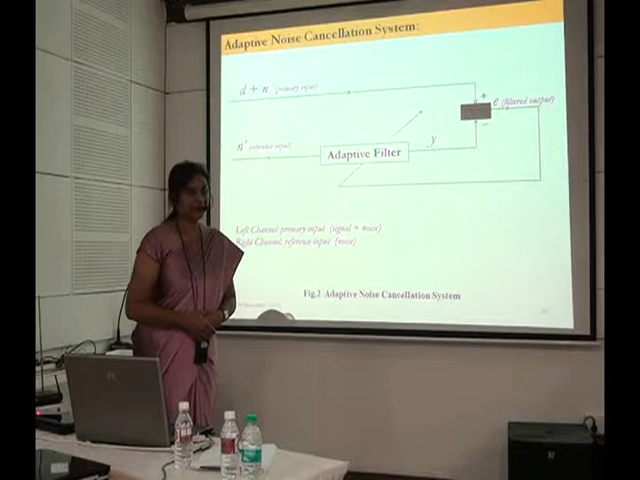 Adaptive Noise Cancellation System:
d + n (primary input)
+
e (filtered output)
n' (reference input)
Adaptive Filter
y
−
Left Channel: primary input (signal + noise)
Right Channel: reference input (noise)
Fig.2 Adaptive Noise Cancellation System